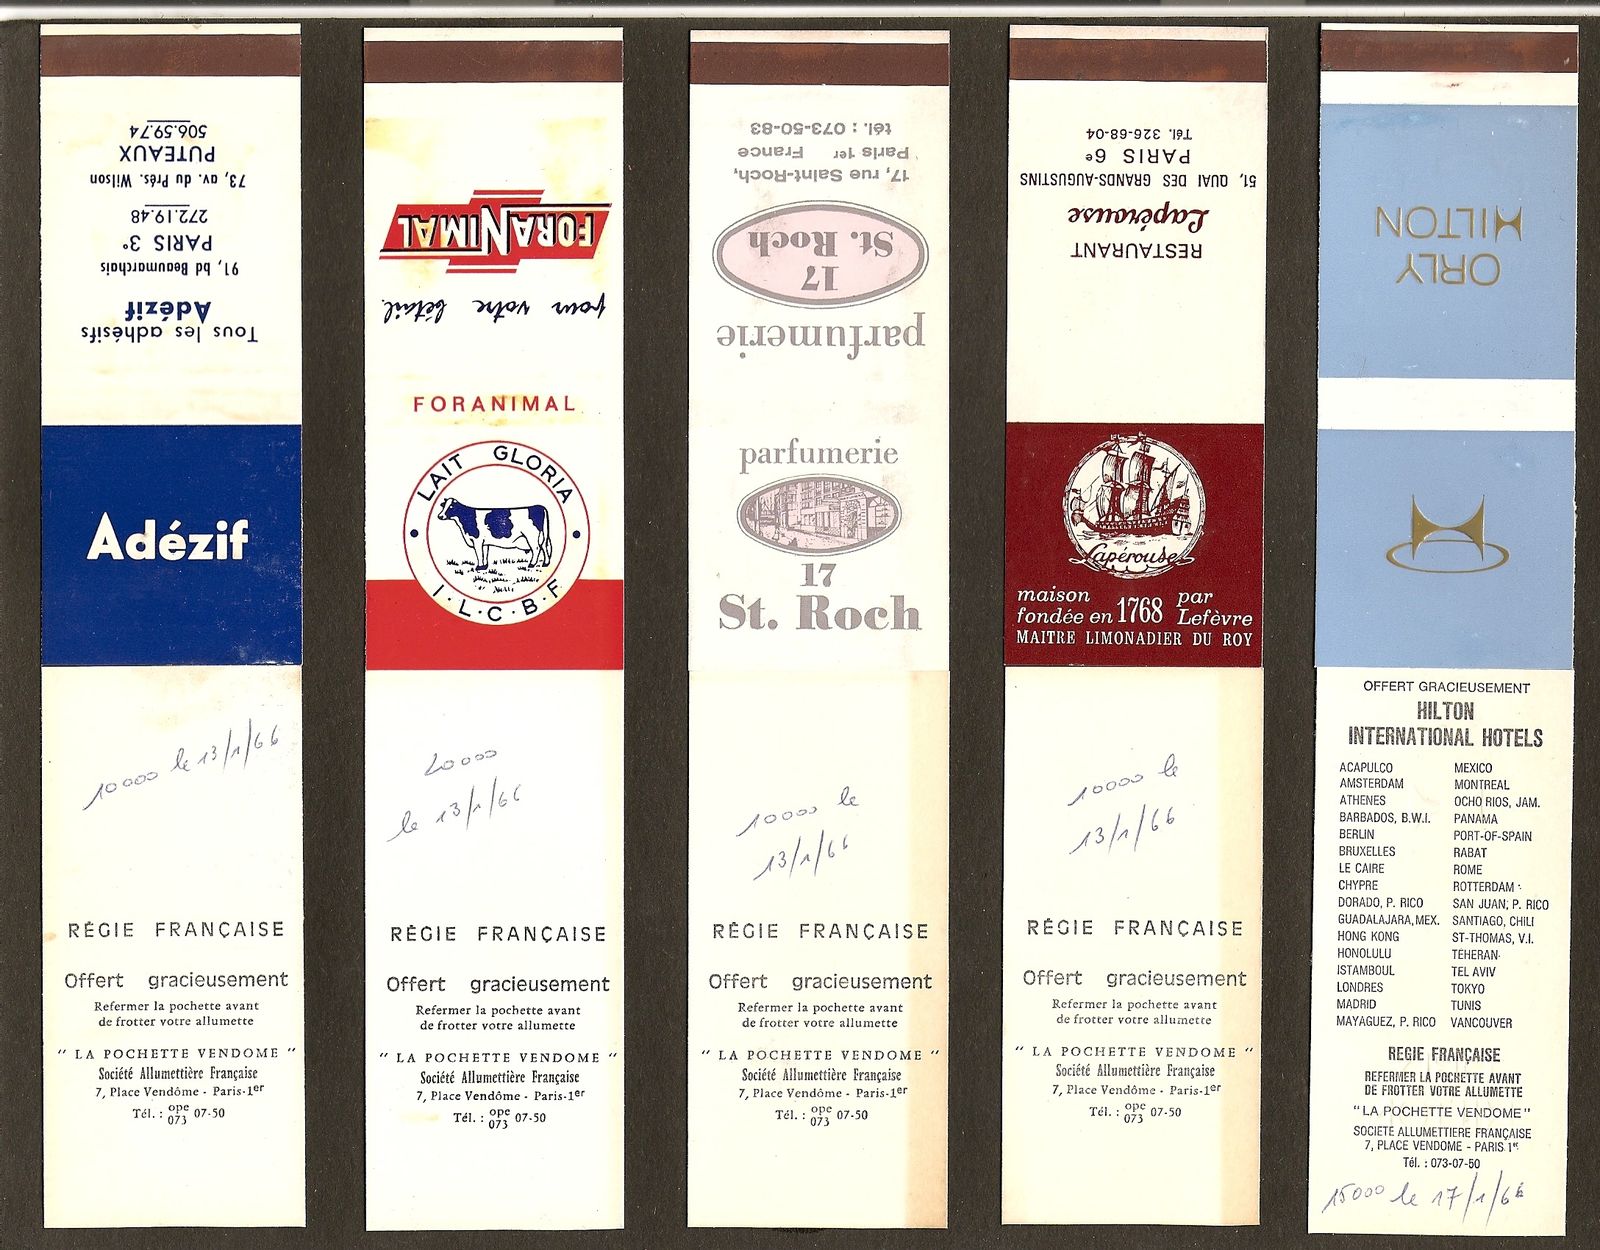 Tous les adhésifs
Adézif
91, bd Beaumarchais
PARIS 3e
272.19.48
73, av. du Prés. Wilson
PUTEAUX
506.59.74
Adézif
10000 le 13/1/66
RÉGIE FRANÇAISE
Offert gracieusement
Refermer la pochette avant
de frotter votre allumette
" LA POCHETTE VENDOME "
Société Allumettière Française
7, Place Vendôme - Paris-1er
Tél. : ope 073 07-50
pour votre bétail.
FORANIMAL
FORANIMAL
LAIT GLORIA
I·L·C·B·F
20000
le 13/1/66
RÉGIE FRANÇAISE
Offert gracieusement
Refermer la pochette avant
de frotter votre allumette
" LA POCHETTE VENDOME "
Société Allumettière Française
7, Place Vendôme - Paris-1er
Tél. : ope 073 07-50
parfumerie
17
St. Roch
17, rue Saint-Roch,
Paris 1er France
tél. : 073-50-83
parfumerie
17
St. Roch
10000 le
13/1/66
RÉGIE FRANÇAISE
Offert gracieusement
Refermer la pochette avant
de frotter votre allumette
" LA POCHETTE VENDOME "
Société Allumettière Française
7, Place Vendôme - Paris-1er
Tél. : ope 073 07-50
RESTAURANT
Lapérouse
51, QUAI DES GRANDS-AUGUSTINS
PARIS 6e
Tél. 326-68-04
Lapérouse
maison fondée en 1768 par Lefèvre
MAITRE LIMONADIER DU ROY
10000 le
13/1/66
RÉGIE FRANÇAISE
Offert gracieusement
Refermer la pochette avant
de frotter votre allumette
" LA POCHETTE VENDOME "
Société Allumettière Française
7, Place Vendôme - Paris-1er
Tél. : ope 073 07-50
ORLY
HILTON
OFFERT GRACIEUSEMENT
HILTON
INTERNATIONAL HOTELS
ACAPULCO MEXICO
AMSTERDAM MONTREAL
ATHENES OCHO RIOS, JAM.
BARBADOS, B.W.I. PANAMA
BERLIN PORT-OF-SPAIN
BRUXELLES RABAT
LE CAIRE ROME
CHYPRE ROTTERDAM
DORADO, P. RICO SAN JUAN, P. RICO
GUADALAJARA, MEX. SANTIAGO, CHILI
HONG KONG ST-THOMAS, V.I.
HONOLULU TEHERAN
ISTAMBOUL TEL AVIV
LONDRES TOKYO
MADRID TUNIS
MAYAGUEZ, P. RICO VANCOUVER
REGIE FRANÇAISE
REFERMER LA POCHETTE AVANT
DE FROTTER VOTRE ALLUMETTE
"LA POCHETTE VENDOME"
SOCIETE ALLUMETTIERE FRANÇAISE
7, PLACE VENDOME - PARIS 1er
Tél. : 073-07-50
15000 le 17/1/66